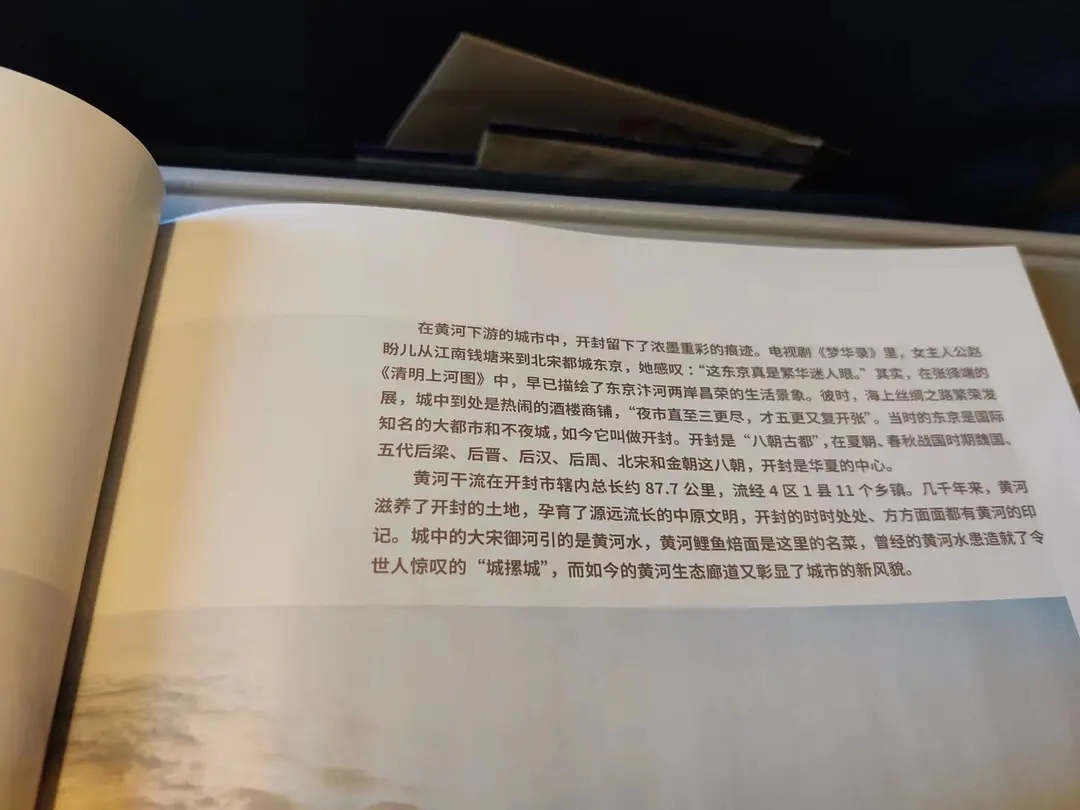 在黄河下游的城市中，开封留下了浓墨重彩的痕迹。电视剧《梦华录》里，女主人公赵
盼儿从江南钱塘来到北宋都城东京，她感叹：“这东京真是繁华迷人眼。”其实，在张择端的
《清明上河图》中，早已描绘了东京汴河两岸昌荣的生活景象。彼时，海上丝绸之路繁荣发
展，城中到处是热闹的酒楼商铺，“夜市直至三更尽，才五更又复开张”。当时的东京是国际
知名的大都市和不夜城，如今它叫做开封。开封是“八朝古都”，在夏朝、春秋战国时期魏国、
五代后梁、后晋、后汉、后周、北宋和金朝这八朝，开封是华夏的中心。
黄河干流在开封市辖内总长约 87.7 公里，流经 4 区 1 县 11 个乡镇。几千年来，黄河
滋养了开封的土地，孕育了源远流长的中原文明，开封的时时处处、方方面面都有黄河的印
记。城中的大宋御河引的是黄河水，黄河鲤鱼焙面是这里的名菜，曾经的黄河水患造就了令
世人惊叹的“城摞城”，而如今的黄河生态廊道又彰显了城市的新风貌。